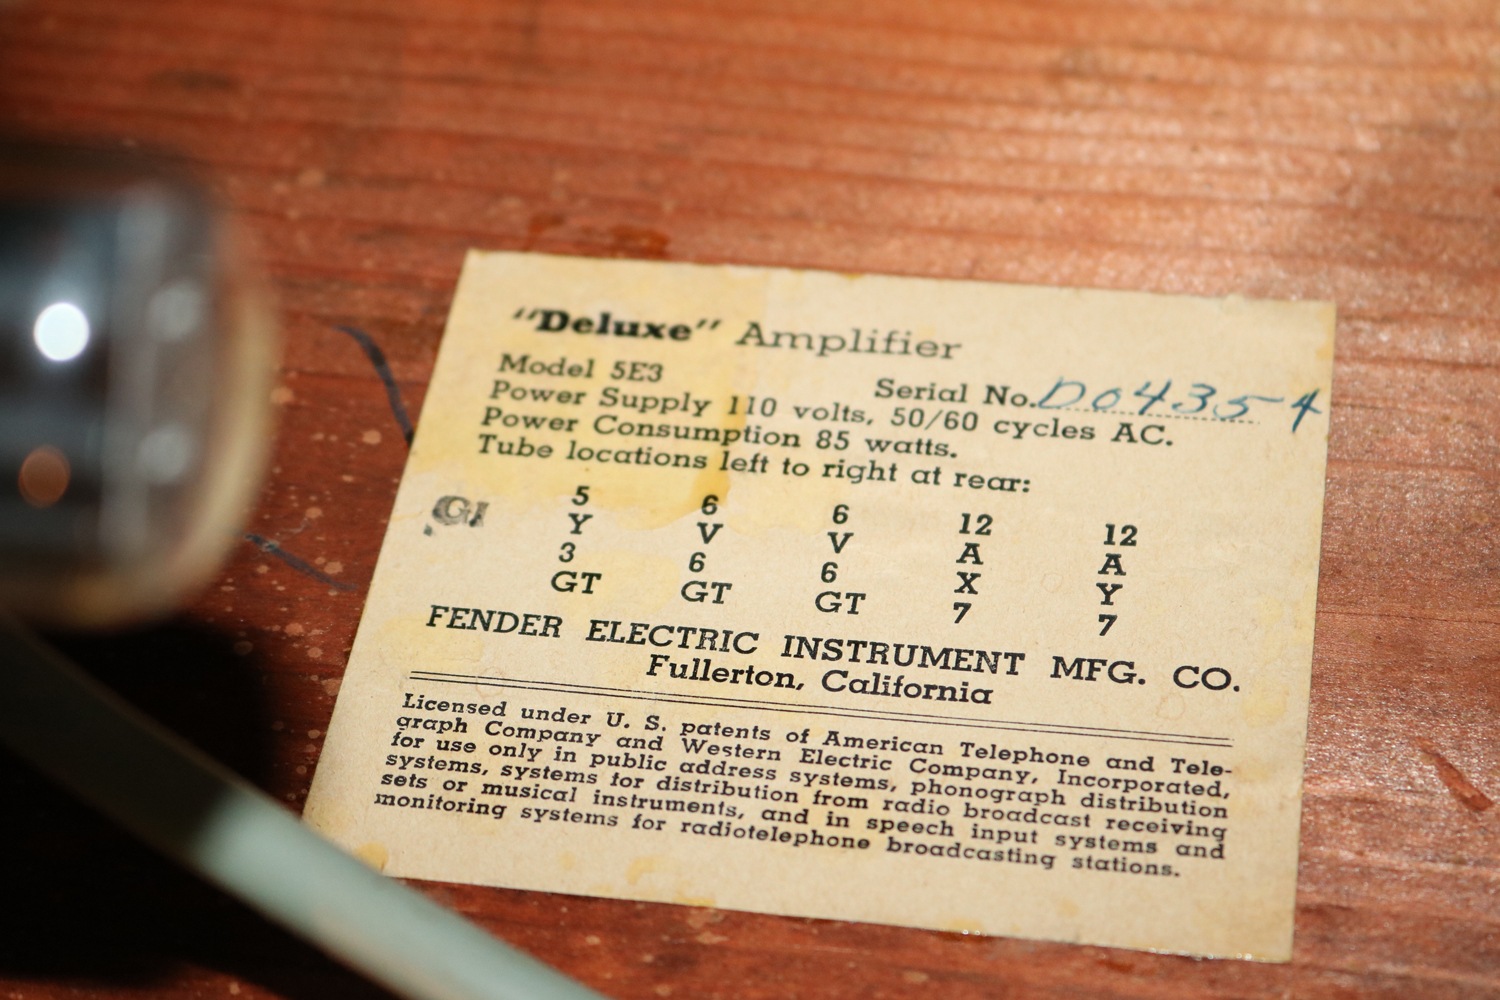 "Deluxe" Amplifier
Model 5E3
Serial No. D04354
Power Supply 110 volts, 50/60 cycles AC.
Power Consumption 85 watts.
Tube locations left to right at rear:
5 6 6 12 12
Y V V A A
3 6 6 X Y
GT GT GT 7 7
GI
FENDER ELECTRIC INSTRUMENT MFG. CO.
Fullerton, California
Licensed under U. S. patents of American Telephone and Tele-
graph Company and Western Electric Company, Incorporated,
for use only in public address systems, phonograph distribution
systems, systems for distribution from radio broadcast receiving
sets or musical instruments, and in speech input systems and
monitoring systems for radiotelephone broadcasting stations.